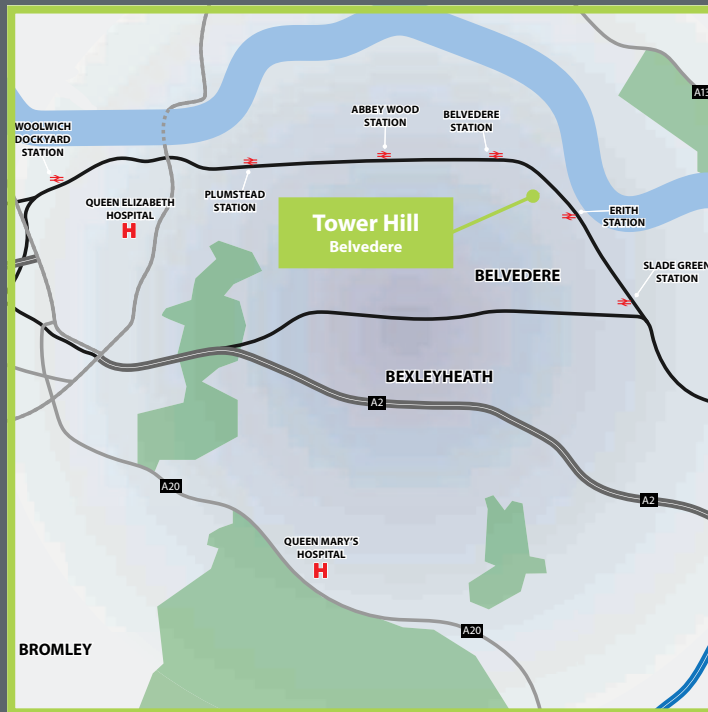 A13
ABBEY WOOD
STATION
BELVEDERE
STATION
WOOLWICH
DOCKYARD
STATION
PLUMSTEAD
STATION
QUEEN ELIZABETH
HOSPITAL
H
Tower Hill
Belvedere
ERITH
STATION
BELVEDERE
SLADE GREEN
STATION
BEXLEYHEATH
A2
A20
A2
QUEEN MARY'S
HOSPITAL
H
A20
BROMLEY